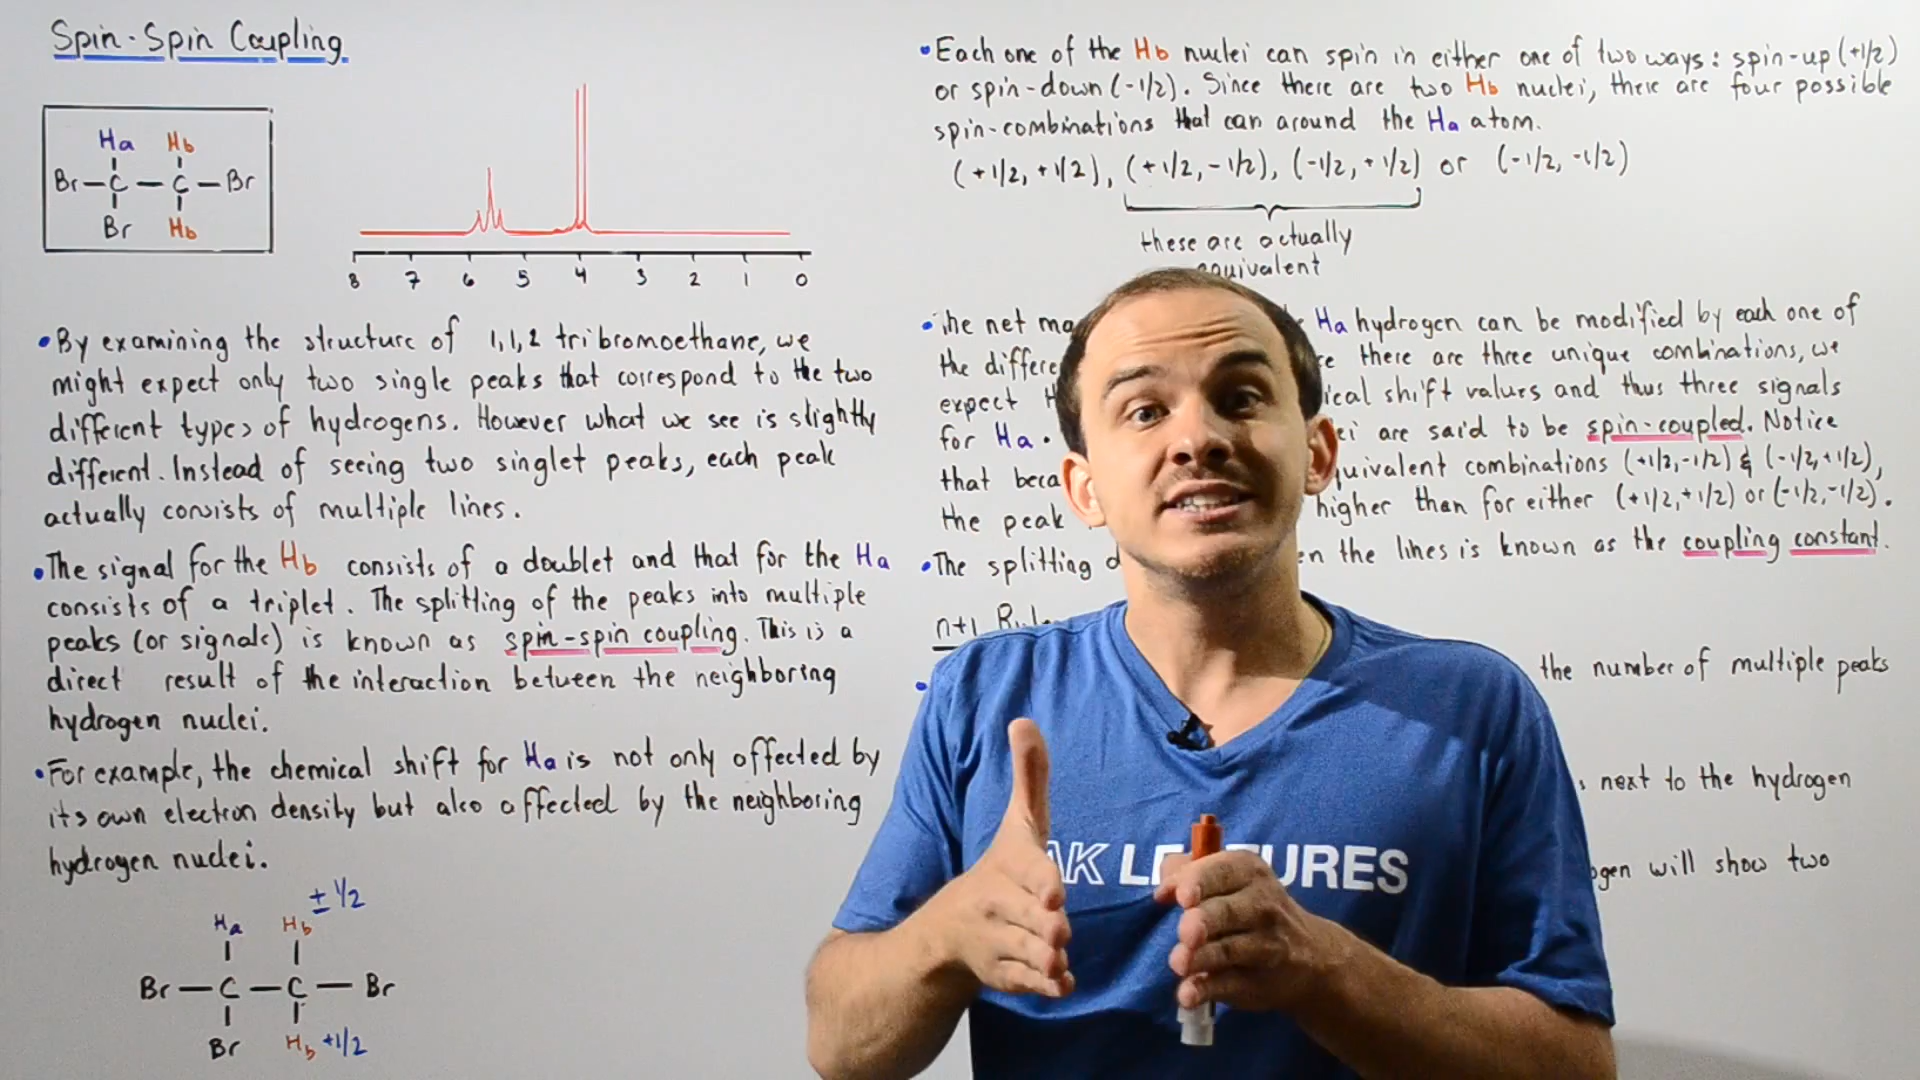 Spin-Spin Coupling
Ha Hb
Br-C-C-Br
Br Hb
8 7 6 5 4 3 2 1 0
• By examining the structure of 1,1,2 tribromoethane, we
might expect only two single peaks that correspond to the two
different types of hydrogens. However what we see is slightly
different. Instead of seeing two singlet peaks, each peak
actually consists of multiple lines.
• The signal for the Hb consists of a doublet and that for the Ha
consists of a triplet. The splitting of the peaks into multiple
peaks (or signals) is known as spin-spin coupling. This is a
direct result of the interaction between the neighboring
hydrogen nuclei.
• For example, the chemical shift for Ha is not only affected by
its own electron density but also affected by the neighboring
hydrogen nuclei.
± 1/2
Ha Hb
Br — C — C — Br
Br Hb +1/2
• Each one of the Hb nuclei can spin in either one of two ways: spin-up (+1/2)
or spin-down (-1/2). Since there are two Hb nuclei, there are four possible
spin-combinations that can around the Ha atom.
(+1/2, +1/2), (+1/2, -1/2), (-1/2, +1/2) or (-1/2, -1/2)
these are actually
equivalent
• The net Ha hydrogen can be modified by each one of
the there are three unique combinations, we
expect shift values and thus three signals
for Ha. are said to be spin-coupled. Notice
that combinations (+1/2,-1/2) & (-1/2,+1/2),
the peak higher than for either (+1/2,+1/2) or (-1/2,-1/2).
• The splitting the lines is known as the coupling constant.
n+1 Rule
• the number of multiple peaks
next to the hydrogen
will show two
AK LECTURES